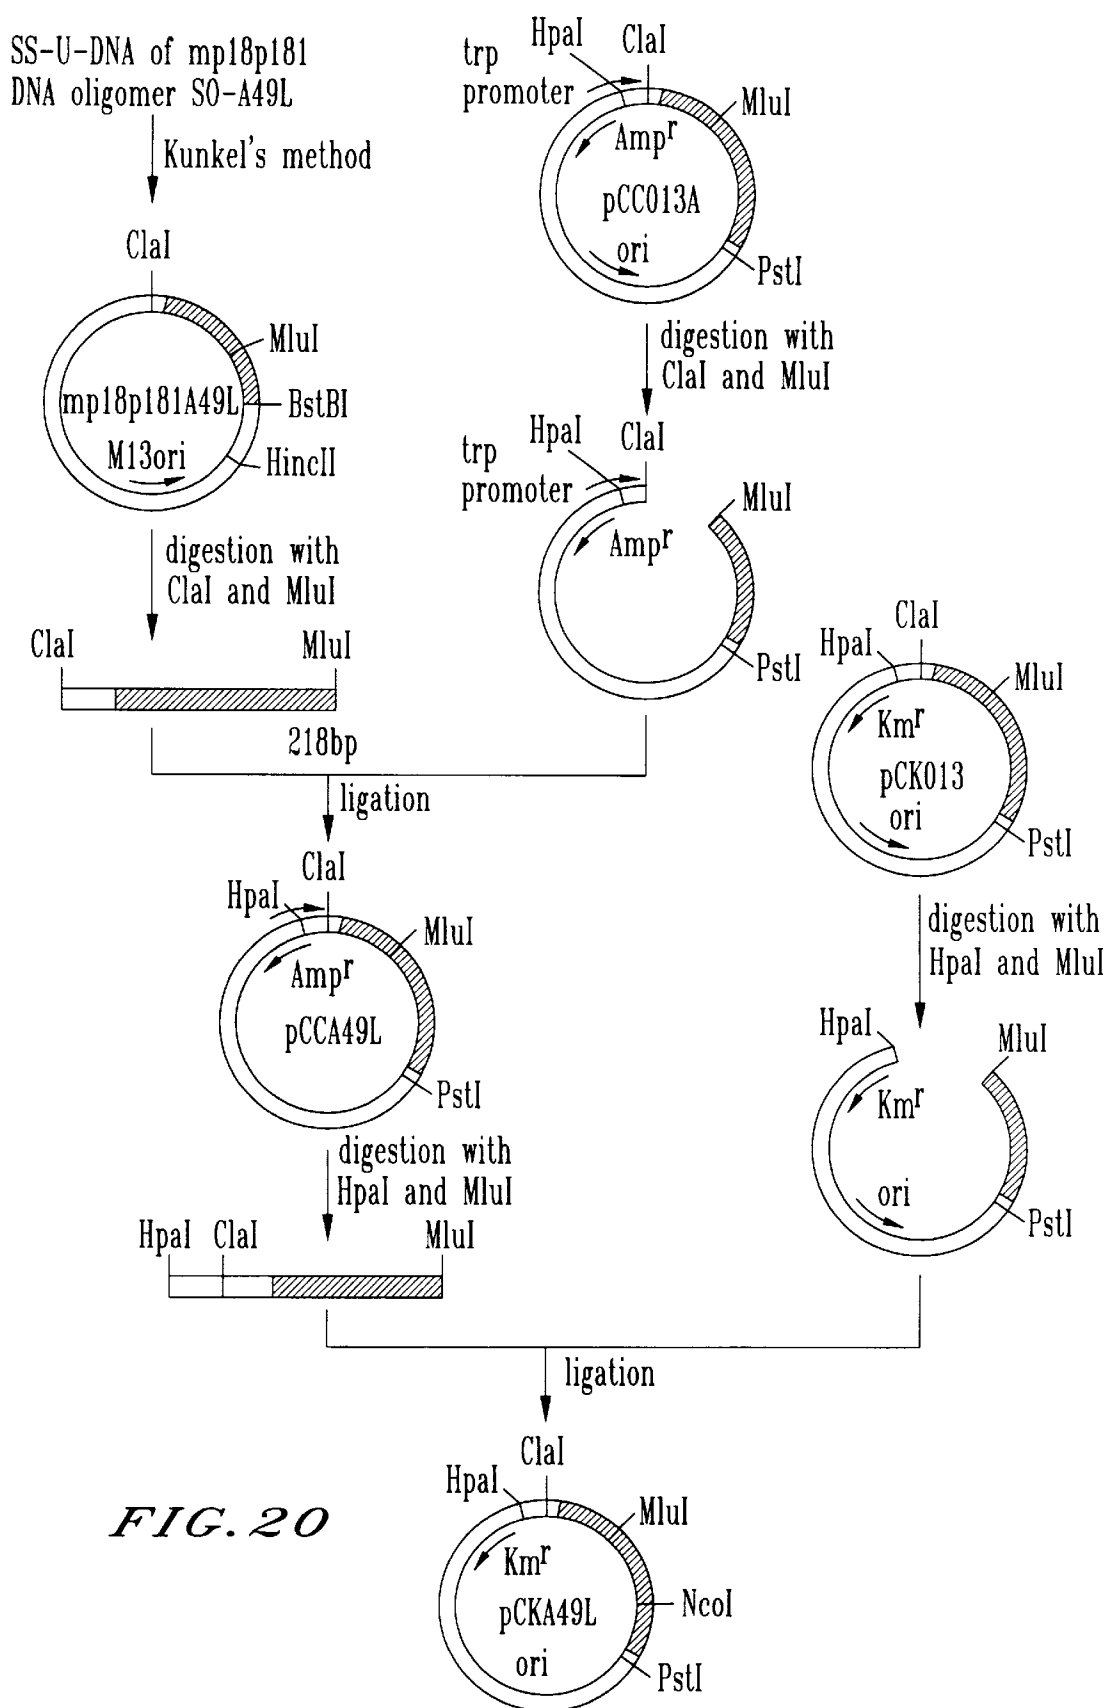 SS-U-DNA of mp18p181
DNA oligomer SO-A49L
Kunkel's method
ClaI
MluI
mp18p181A49L
BstBI
M13ori
HincII
digestion with
ClaI and MluI
ClaI
MluI
218bp
HpaI
ClaI
trp
promoter
MluI
Amp^r
pCC013A
ori
PstI
digestion with
ClaI and MluI
HpaI
ClaI
trp
promoter
MluI
Amp^r
PstI
ClaI
HpaI
MluI
Km^r
pCK013
ori
PstI
digestion with
HpaI and MluI
HpaI
MluI
Km^r
ori
PstI
ligation
ClaI
HpaI
MluI
Amp^r
pCCA49L
PstI
digestion with
HpaI and MluI
HpaI
ClaI
MluI
ligation
ClaI
HpaI
MluI
Km^r
NcoI
pCKA49L
ori
PstI
FIG. 20